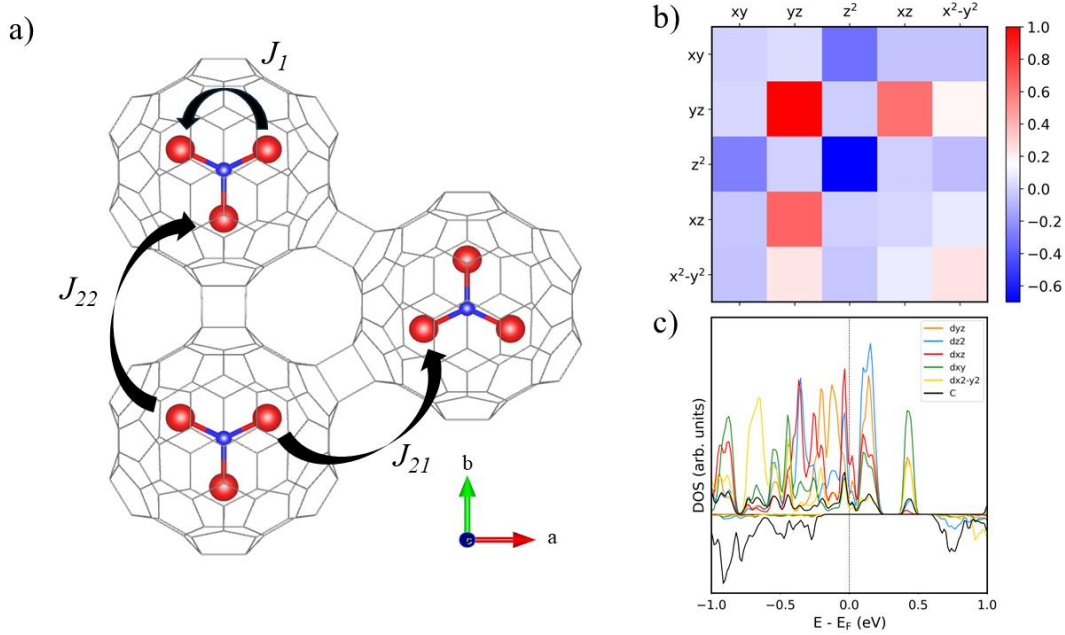 a)
J₁
J₂₂
J₂₁
b
a
b)
xy yz z² xz x²-y²
xy
yz
z²
xz
x²-y²
1.0
0.8
0.6
0.4
0.2
0.0
−0.2
−0.4
−0.6
c)
DOS (arb. units)
dyz
dz2
dxz
dxy
dx2-y2
C
−1.0 −0.5 0.0 0.5 1.0
E - E_F (eV)